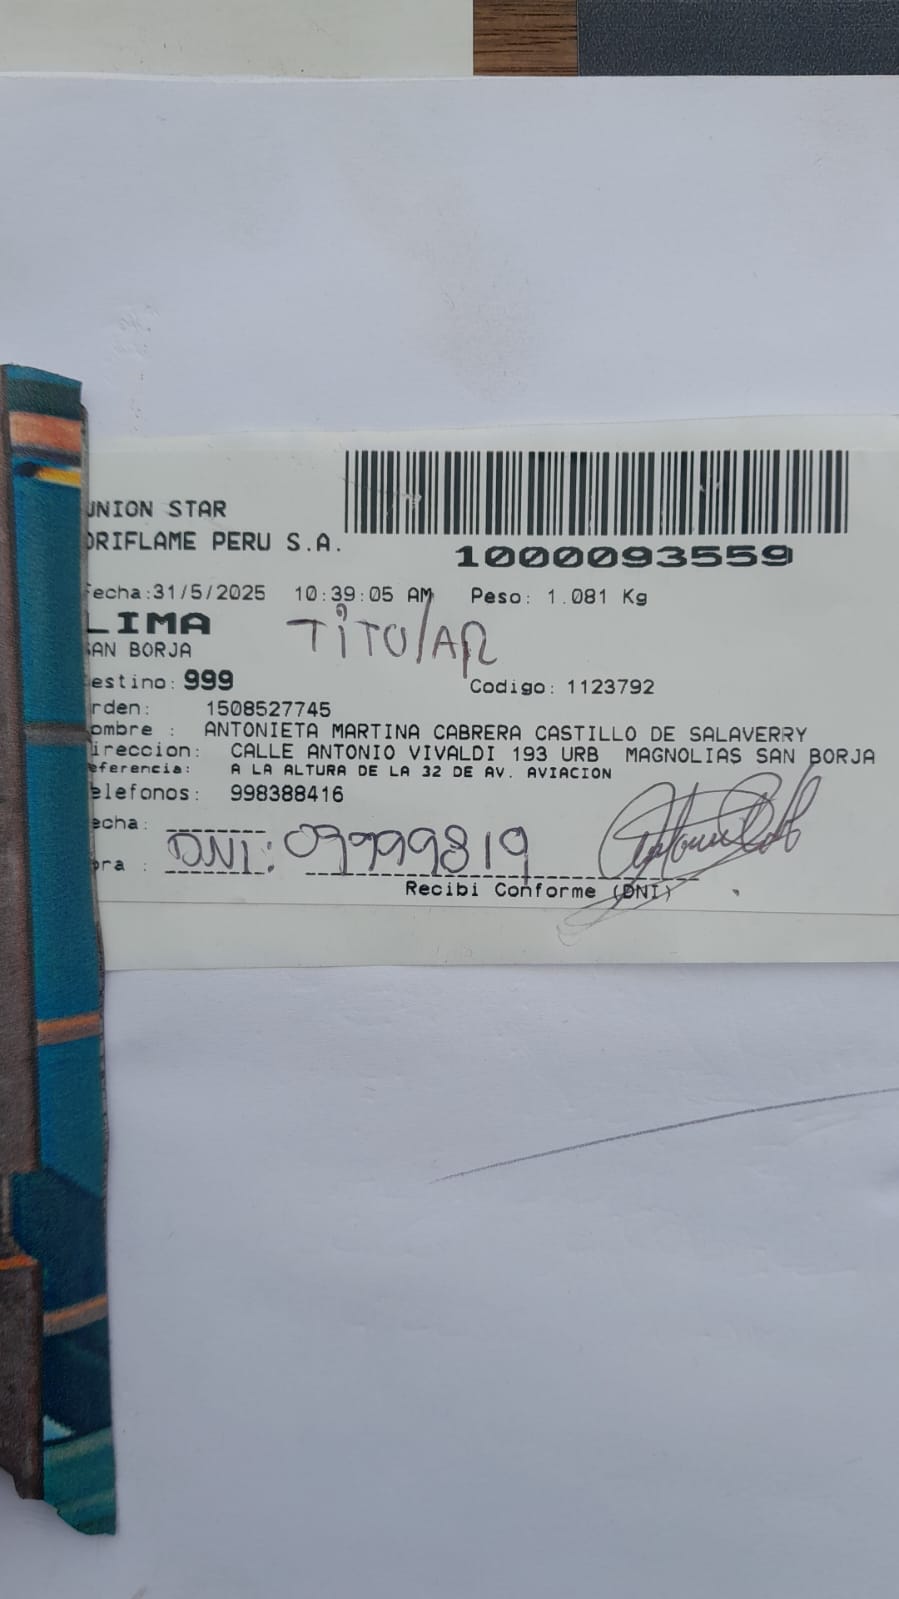 UNION STAR
ORIFLAME PERU S.A.
1000093559
Fecha:31/5/2025 10:39:05 AM Peso: 1.081 Kg
LIMA
TITULAR
SAN BORJA
estino: 999 Codigo: 1123792
rden: 1508527745
ombre : ANTONIETA MARTINA CABRERA CASTILLO DE SALAVERRY
ireccion: CALLE ANTONIO VIVALDI 193 URB MAGNOLIAS SAN BORJA
eferencia: A LA ALTURA DE LA 32 DE AV. AVIACION
elefonos: 998388416
echa:
ora : DNI: 09999819
Recibi Conforme (DNI)